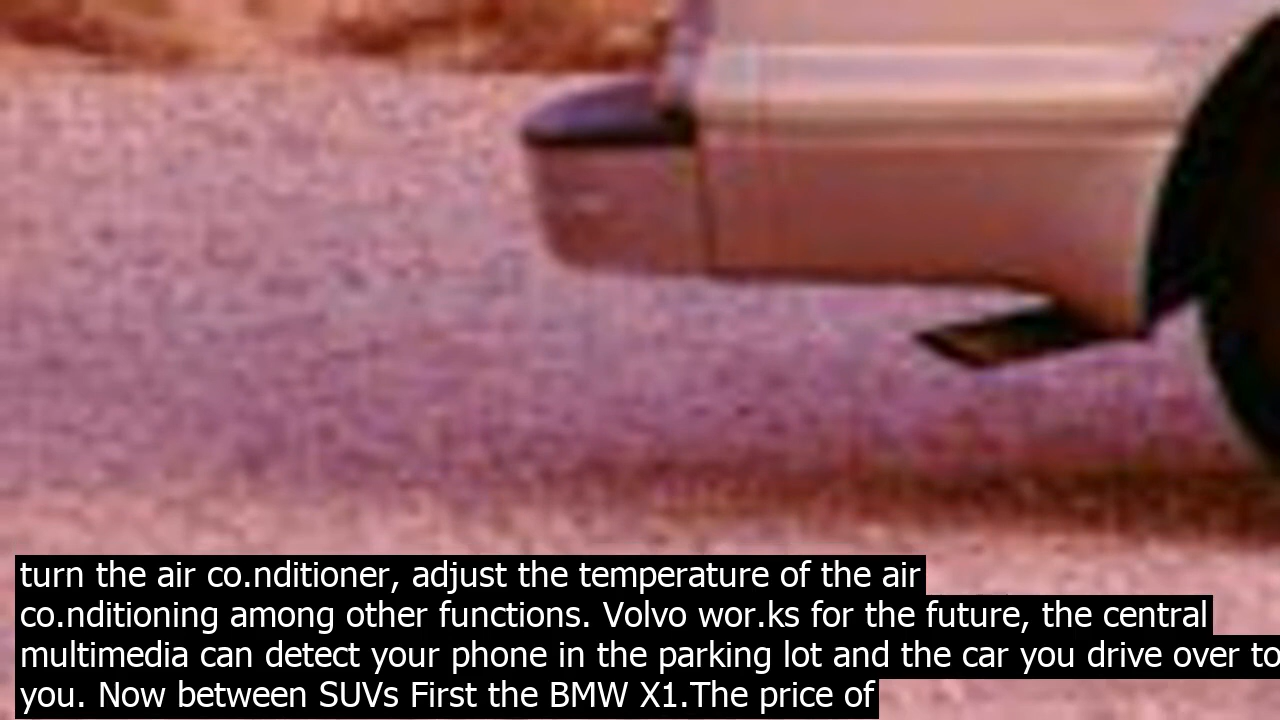 turn the air co.nditioner, adjust the temperature of the air
co.nditioning among other functions. Volvo wor.ks for the future, the central
multimedia can detect your phone in the parking lot and the car you drive over to
you. Now between SUVs First the BMW X1.The price of